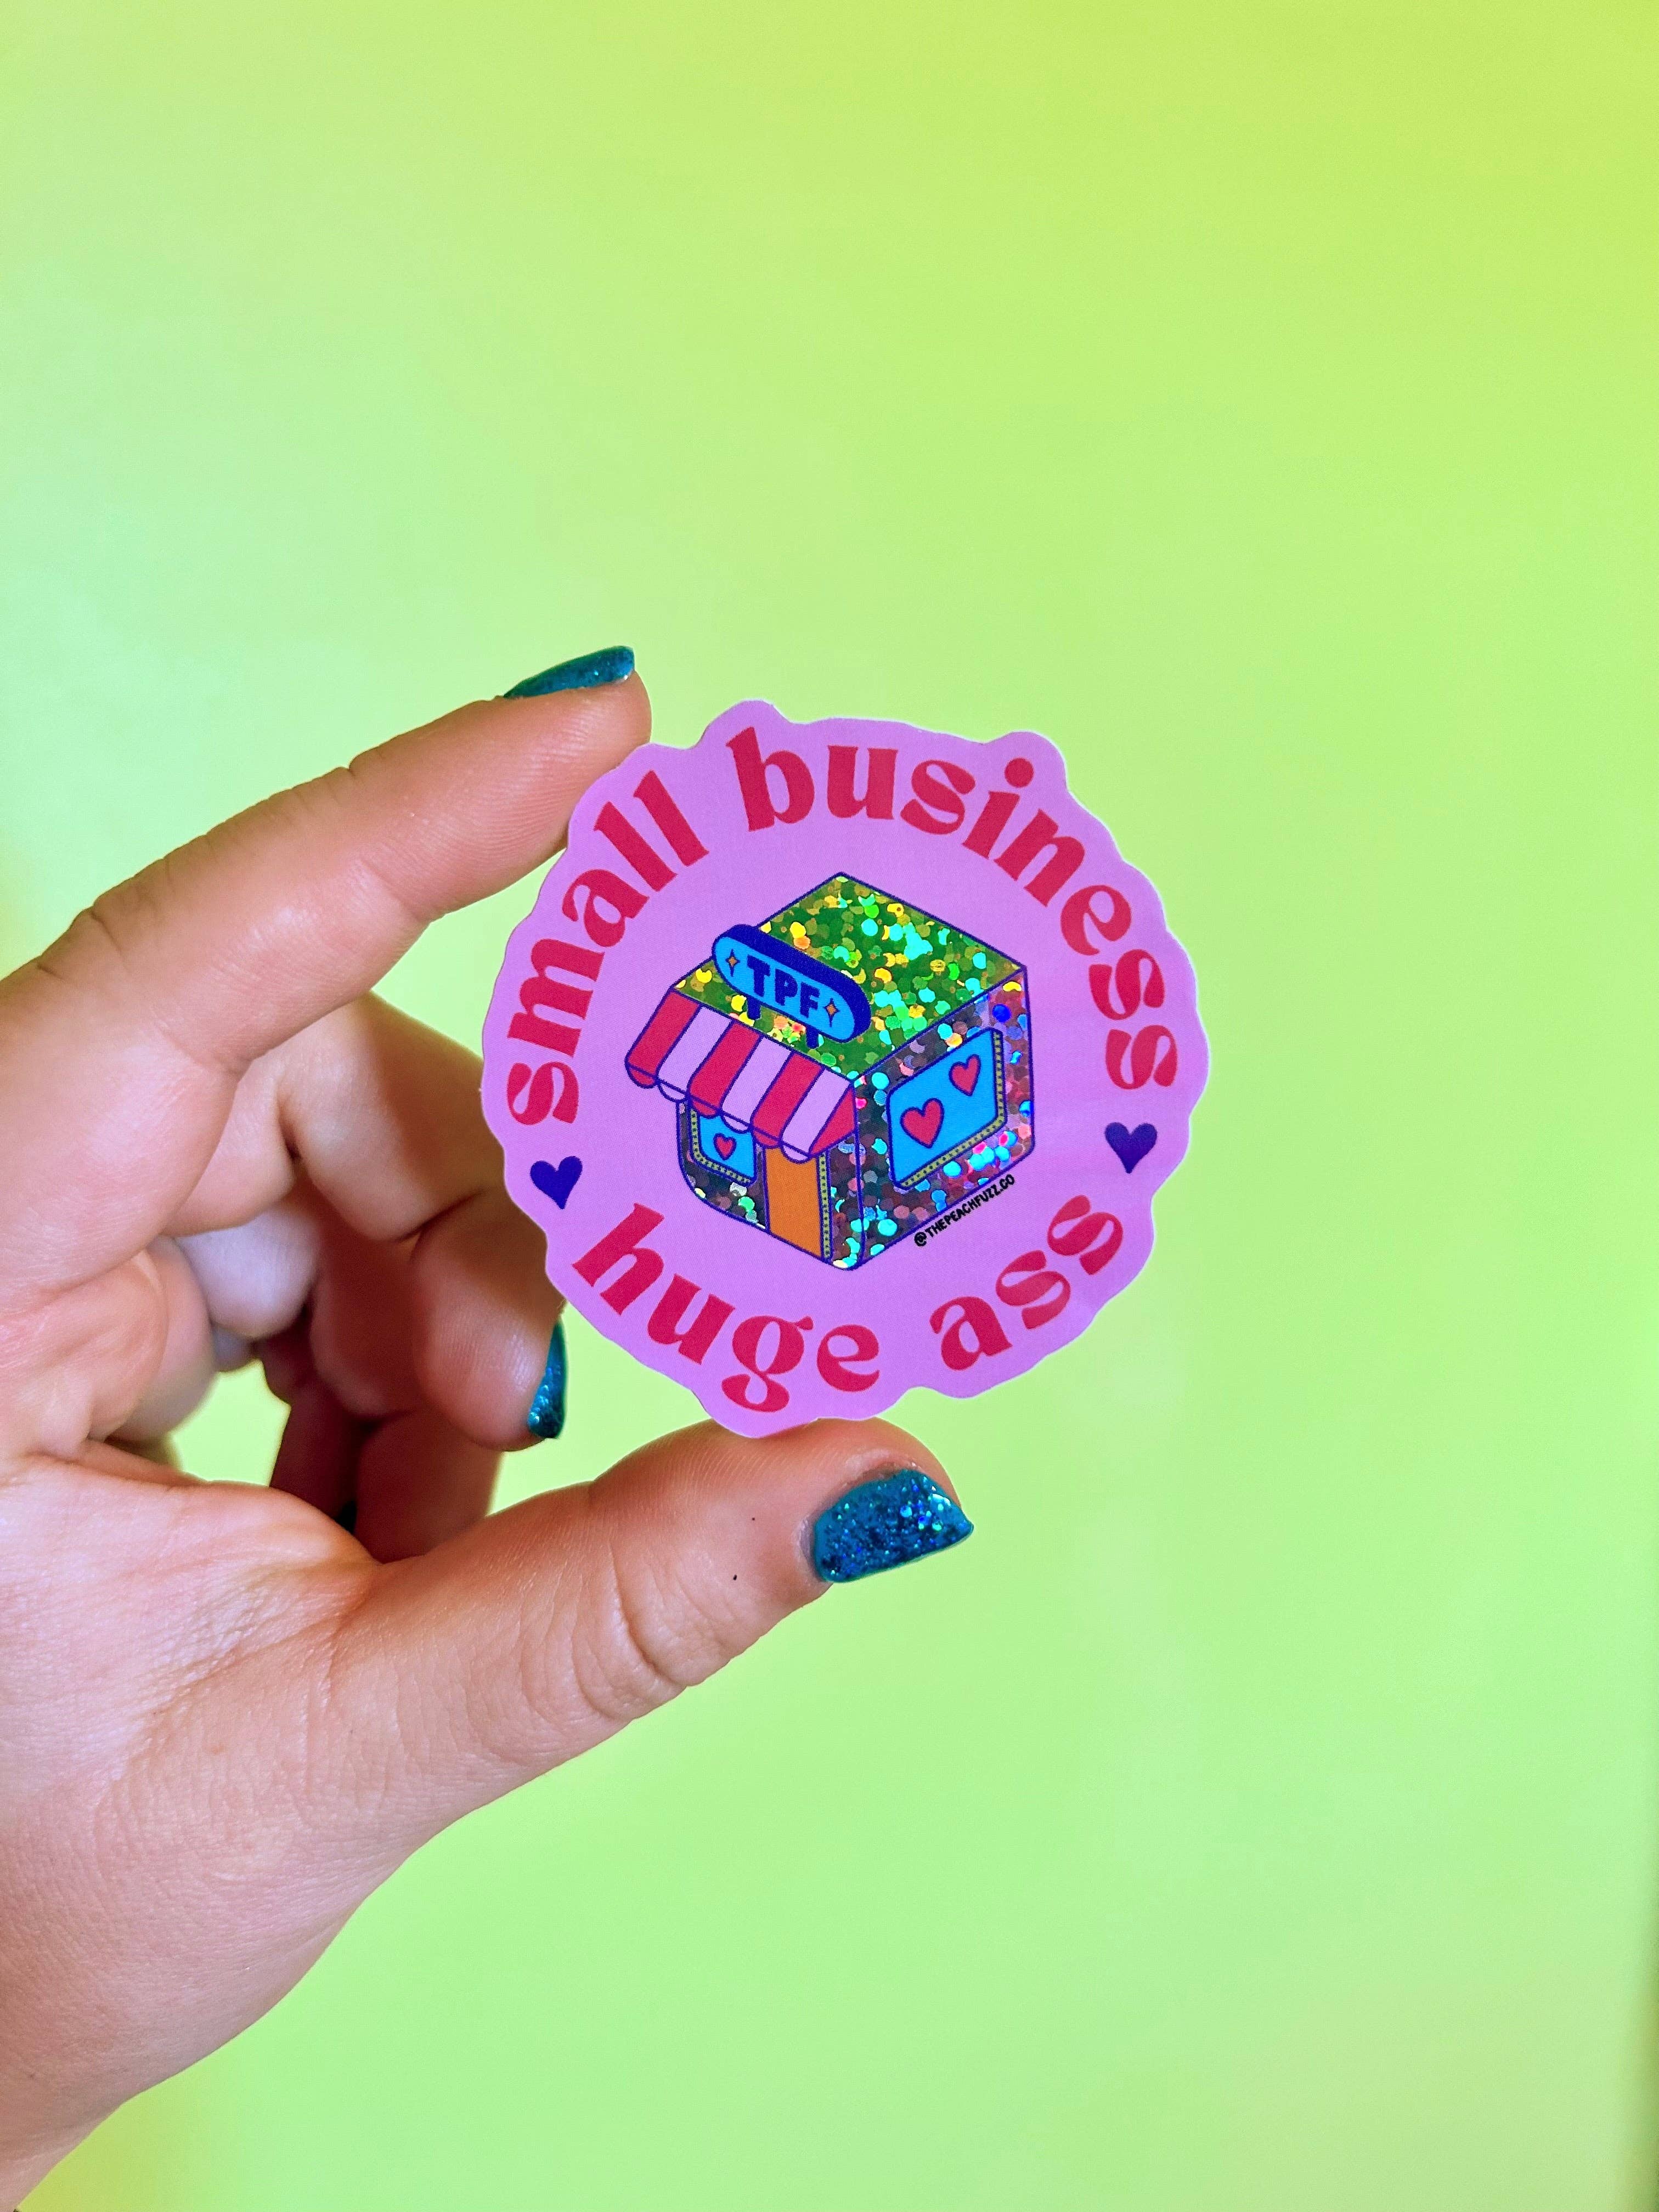 small business
TPF
@THEPEACHFUZZ.CO
huge ass